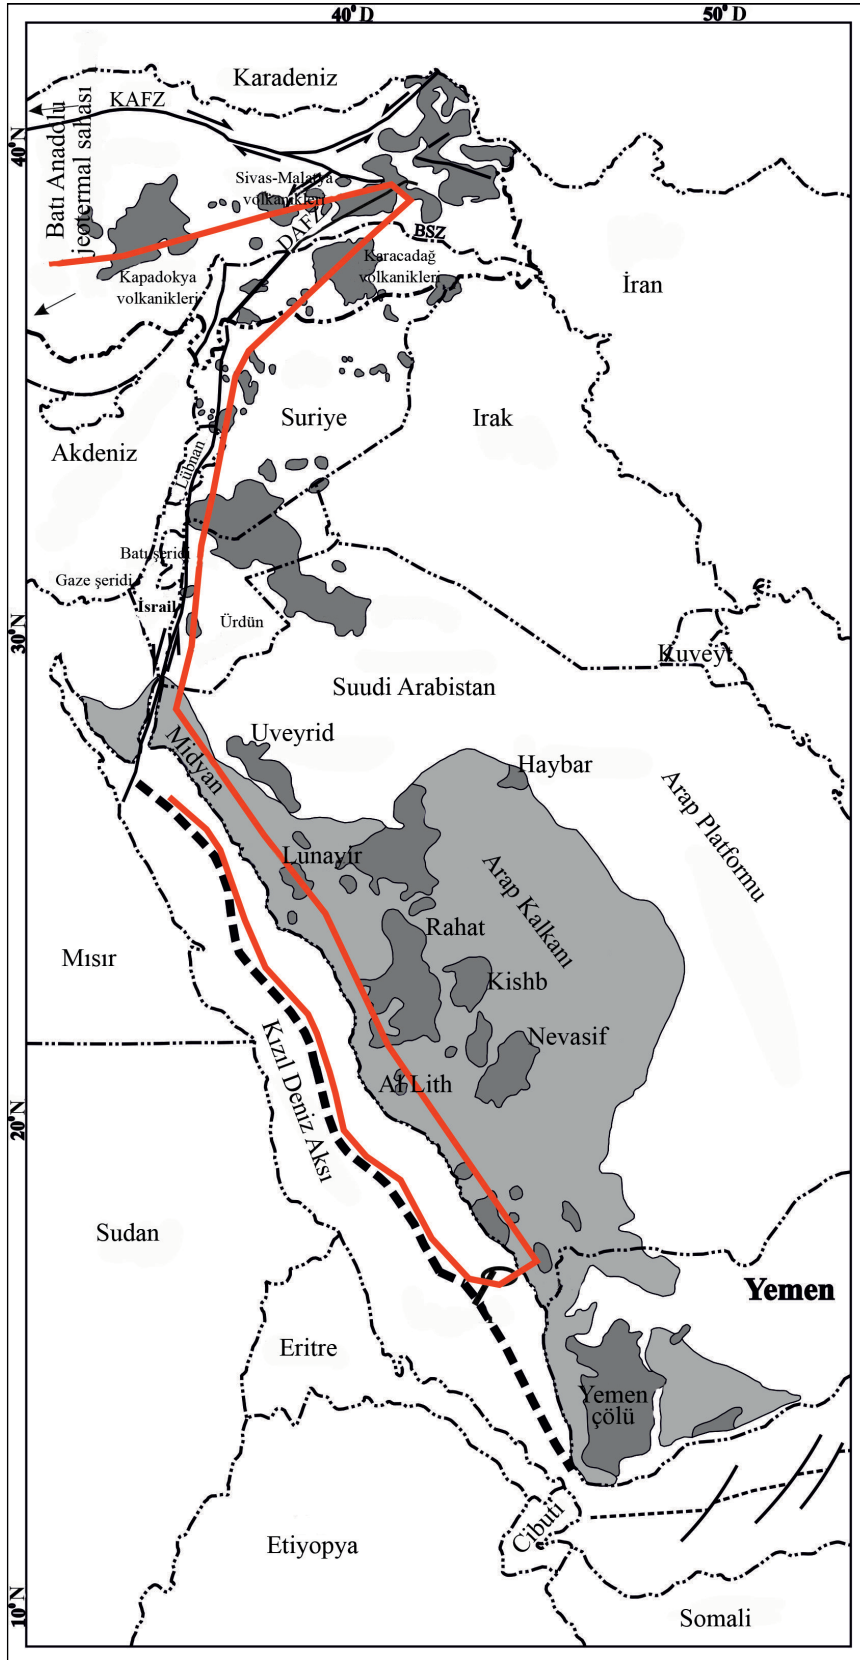 40°D
50°D
Karadeniz
KAFZ
Batı Anadolu
jeotermal sahası
40°N
Sivas-Malatya
volkanikleri
DAFZ
BSZ
Karacadağ
volkanikleri
Kapadokya
volkanikleri
İran
Suriye
Irak
Akdeniz
Lübnan
Batı şeridi
Gaze şeridi
İsrail
Ürdün
30°N
Kuveyt
Suudi Arabistan
Uveyrid
Midyan
Haybar
Arap Platformu
Lunayir
Arap Kalkanı
Rahat
Mısır
Kishb
Nevasif
Kızıl Deniz Aksı
Al Lith
20°N
Sudan
Yemen
Eritre
Yemen
çölü
Cibuti
Etiyopya
10°N
Somali